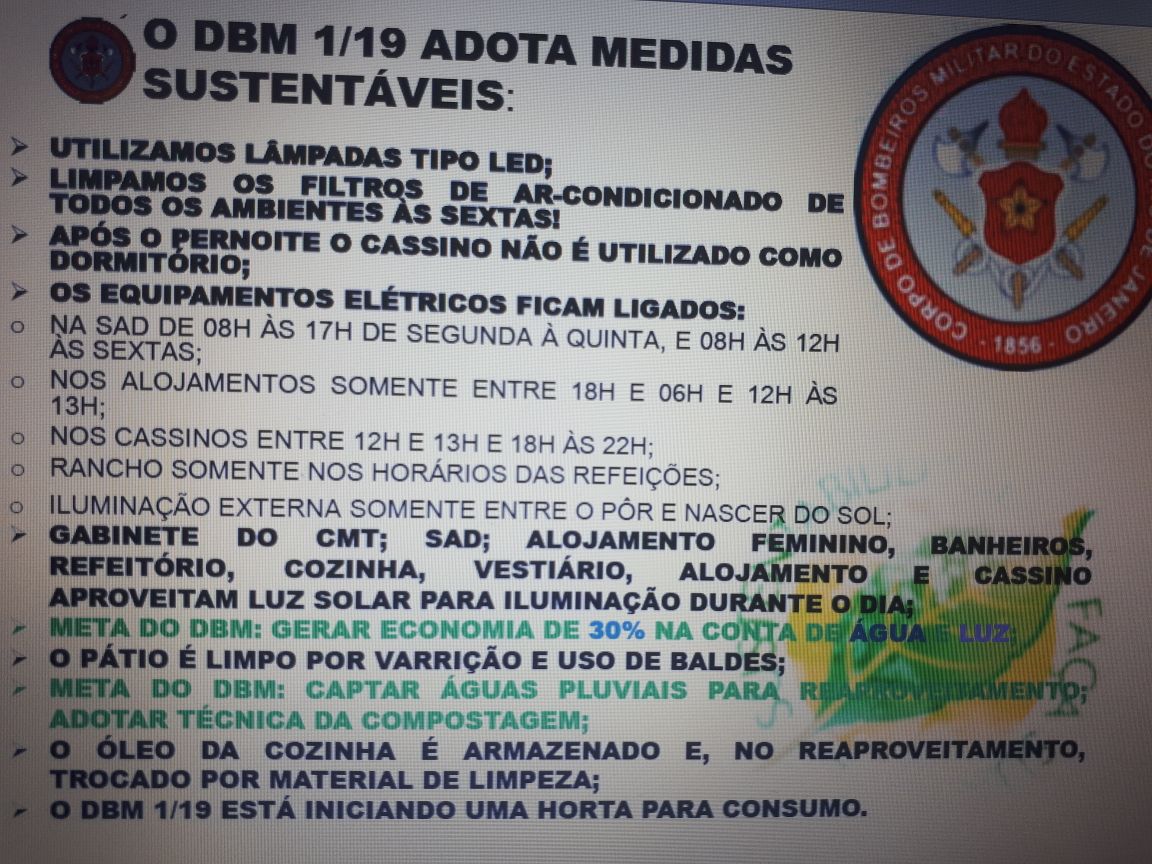 O DBM 1/19 ADOTA MEDIDAS
SUSTENTÁVEIS:
UTILIZAMOS LÂMPADAS TIPO LED;
LIMPAMOS OS FILTROS DE AR-CONDICIONADO DE
TODOS OS AMBIENTES ÀS SEXTAS!
APÓS O PERNOITE O CASSINO NÃO É UTILIZADO COMO
DORMITÓRIO;
OS EQUIPAMENTOS ELÉTRICOS FICAM LIGADOS:
NA SAD DE 08H ÀS 17H DE SEGUNDA À QUINTA, E 08H ÀS 12H
ÀS SEXTAS;
NOS ALOJAMENTOS SOMENTE ENTRE 18H E 06H E 12H ÀS
13H;
NOS CASSINOS ENTRE 12H E 13H E 18H ÀS 22H;
RANCHO SOMENTE NOS HORÁRIOS DAS REFEIÇÕES;
ILUMINAÇÃO EXTERNA SOMENTE ENTRE O PÔR E NASCER DO SOL;
GABINETE DO CMT; SAD; ALOJAMENTO FEMININO, BANHEIROS,
REFEITÓRIO, COZINHA, VESTIÁRIO, ALOJAMENTO E CASSINO
APROVEITAM LUZ SOLAR PARA ILUMINAÇÃO DURANTE O DIA;
META DO DBM: GERAR ECONOMIA DE 30% NA CONTA DE ÁGUA E LUZ;
O PÁTIO É LIMPO POR VARRIÇÃO E USO DE BALDES;
META DO DBM: CAPTAR ÁGUAS PLUVIAIS PARA REAPROVEITAMENTO;
ADOTAR TÉCNICA DA COMPOSTAGEM;
O ÓLEO DA COZINHA É ARMAZENADO E, NO REAPROVEITAMENTO,
TROCADO POR MATERIAL DE LIMPEZA;
O DBM 1/19 ESTÁ INICIANDO UMA HORTA PARA CONSUMO.
CORPO DE BOMBEIROS MILITAR DO ESTADO DO DE JANEIRO
- 1856 -
FAÇA